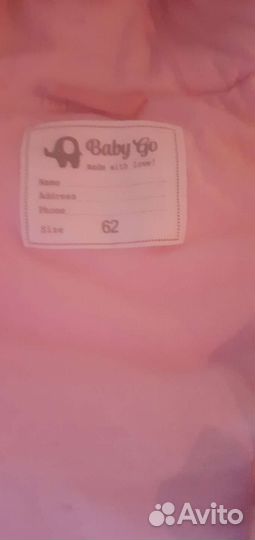 Baby Go
made with love!
Name
Address
Phone
Size 62
Avito